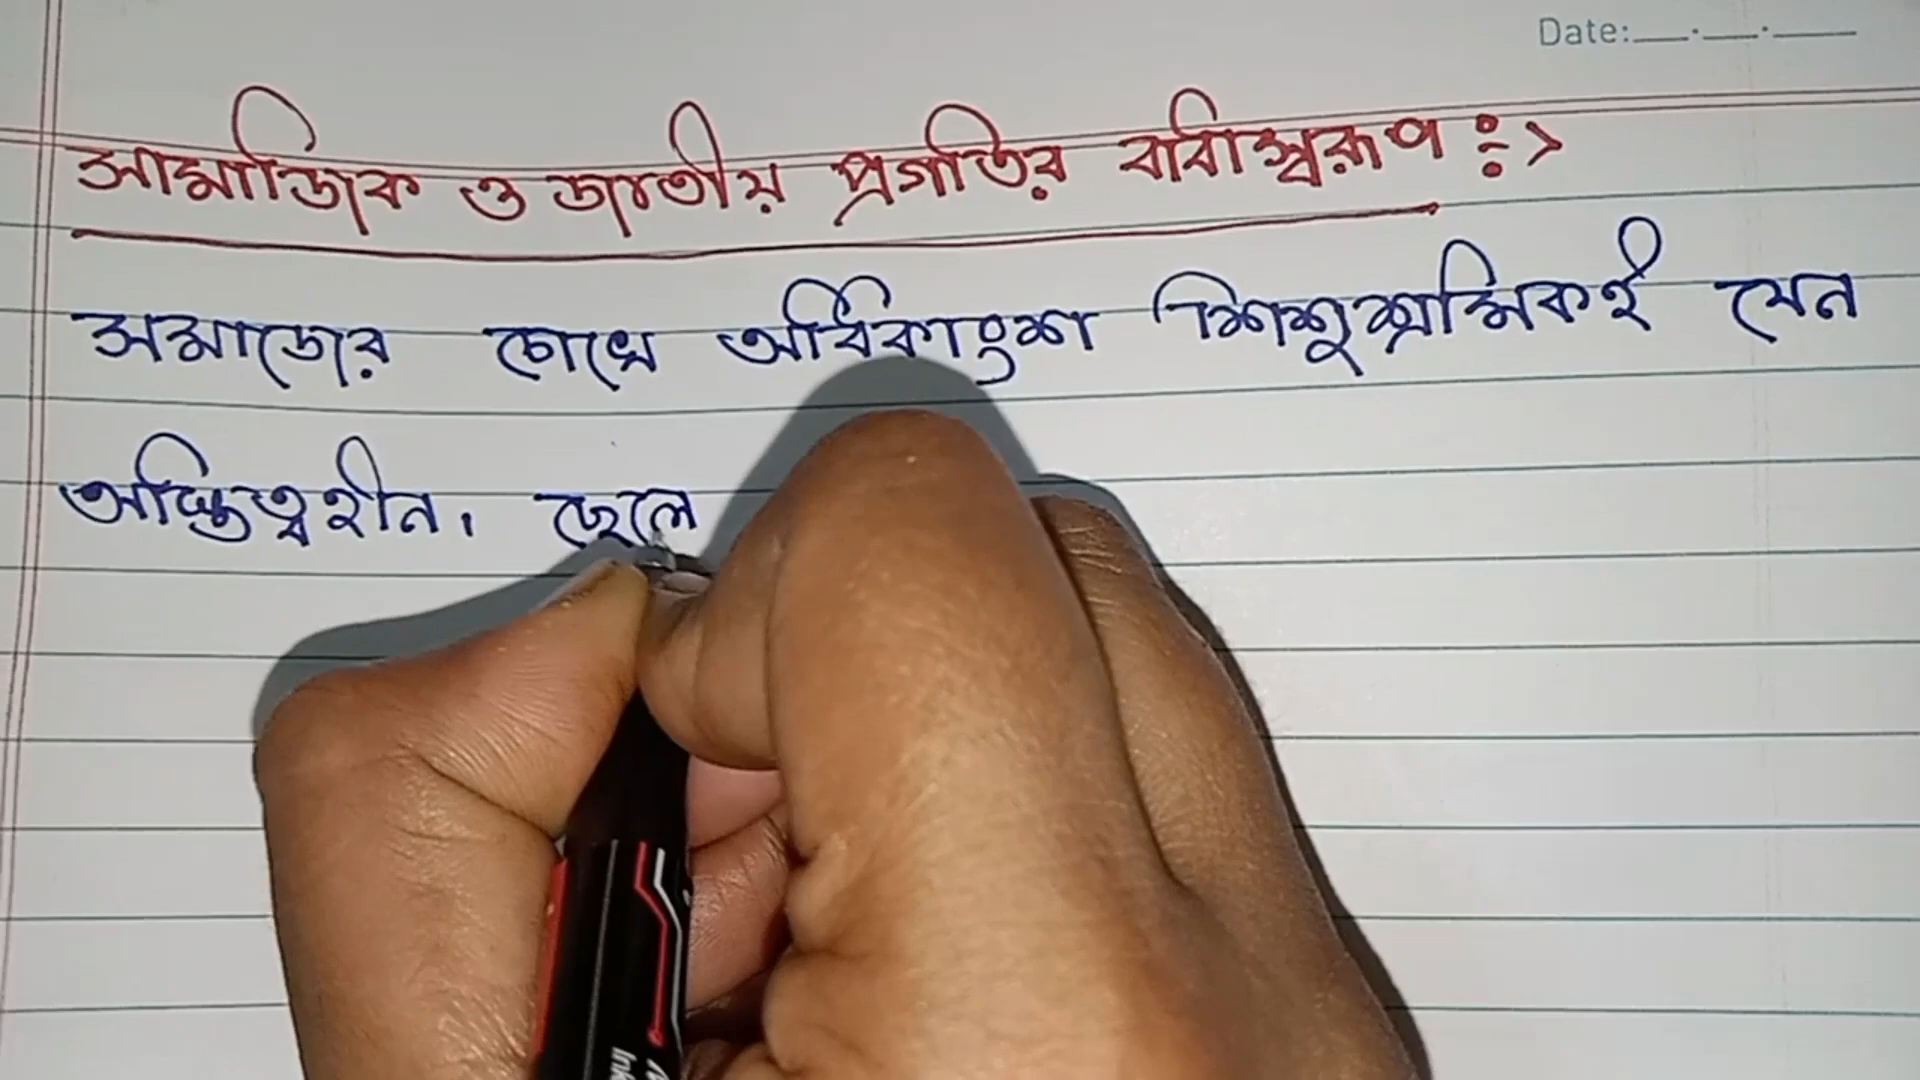 Date:
সামাজিক ও জাতীয় প্রগতির বাধাস্বরূপ :->
সমাজের চোখে অধিকাংশ শিশুশ্রমিকই যেন
অস্তিত্বহীন। ছেলে